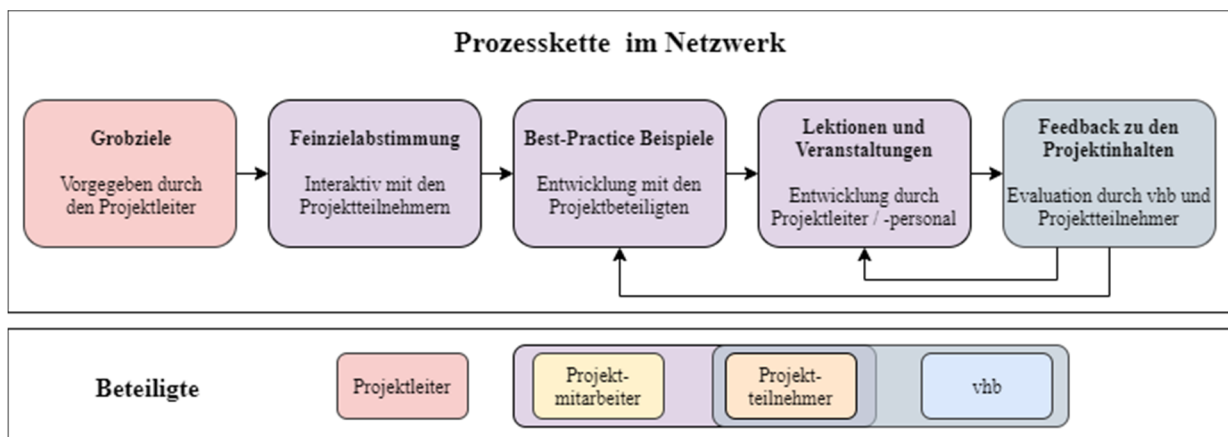 Prozesskette im Netzwerk
Grobziele
Vorgegeben durch
den Projektleiter
Feinzielabstimmung
Interaktiv mit den
Projektteilnehmern
Best-Practice Beispiele
Entwicklung mit den
Projektbeteiligten
Lektionen und
Veranstaltungen
Entwicklung durch
Projektleiter / -personal
Feedback zu den
Projektinhalten
Evaluation durch vhb und
Projektteilnehmer
Beteiligte
Projektleiter
Projekt-
mitarbeiter
Projekt-
teilnehmer
vhb